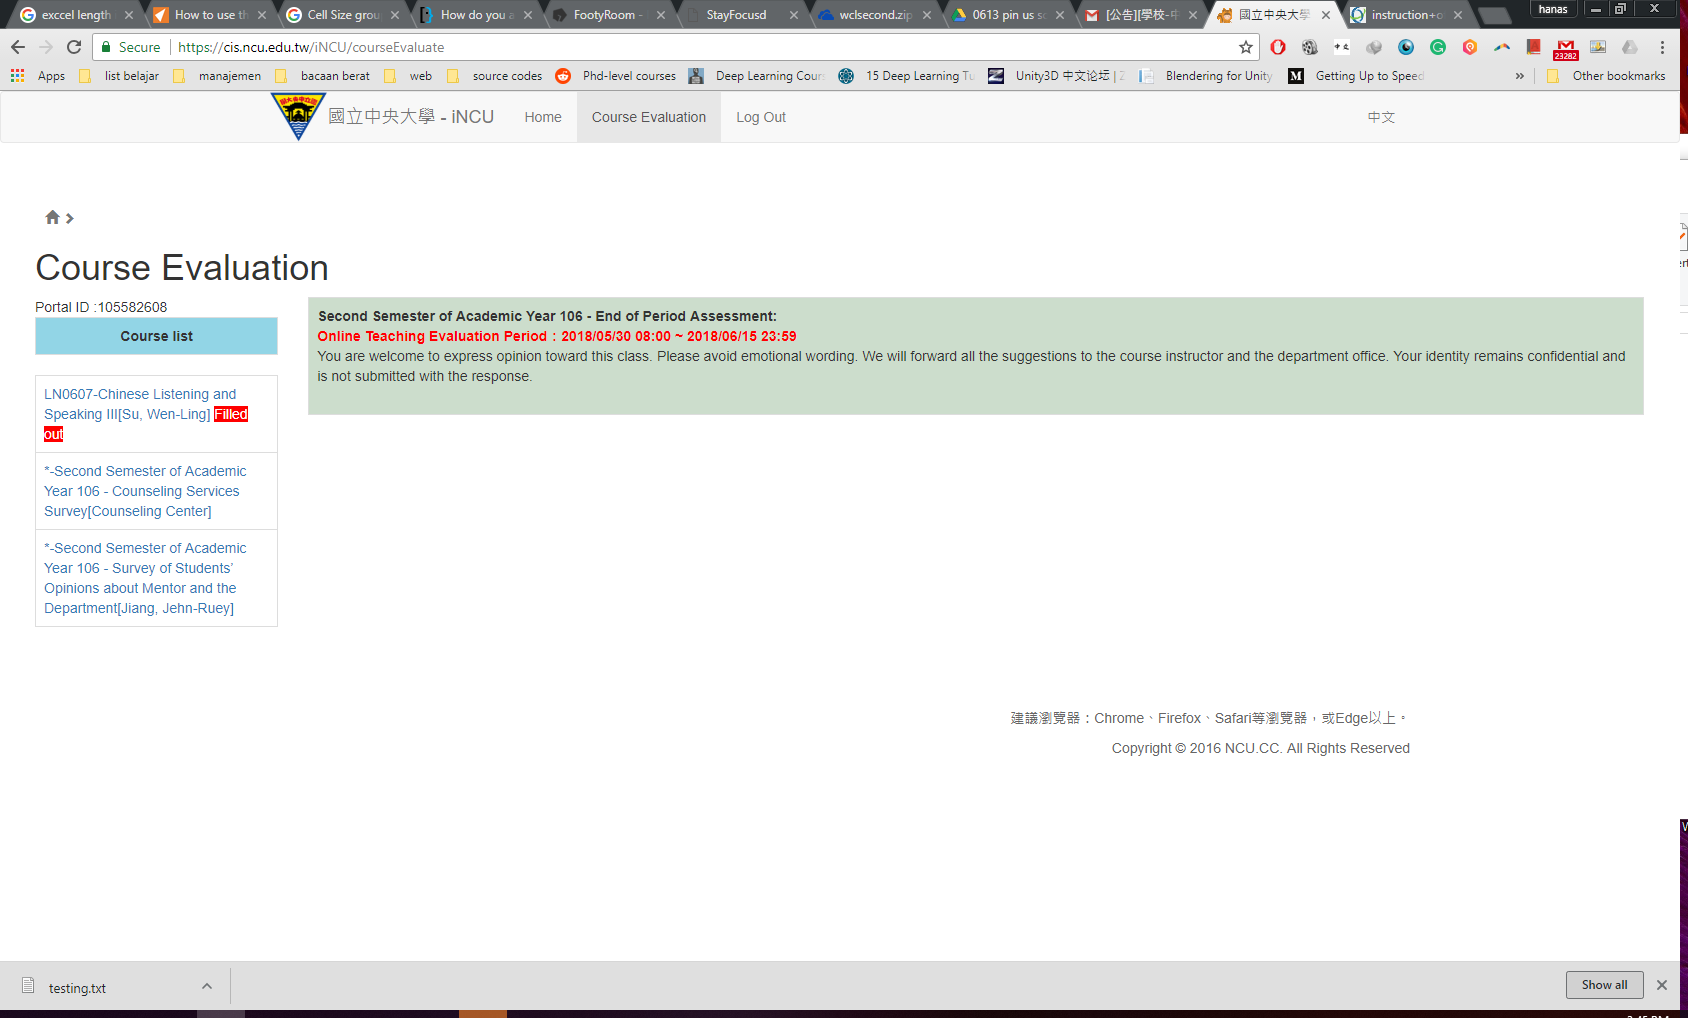 exccel length
How to use th
Cell Size grou
How do you a
FootyRoom -
StayFocusd
wclsecond.zip
0613 pin us so
[公告][學校-中
國立中央大學
instruction+o
hanas
Secure
https://cis.ncu.edu.tw/iNCU/courseEvaluate
23282
Apps
list belajar
manajemen
bacaan berat
web
source codes
Phd-level courses
Deep Learning Cours
15 Deep Learning Tu
Unity3D 中文论坛 | Z
Blendering for Unity
Getting Up to Speed
»
Other bookmarks
國立中央大學 - iNCU
Home
Course Evaluation
Log Out
中文
Course Evaluation
Portal ID :105582608
Course list
LN0607-Chinese Listening and
Speaking III[Su, Wen-Ling] Filled
out
*-Second Semester of Academic
Year 106 - Counseling Services
Survey[Counseling Center]
*-Second Semester of Academic
Year 106 - Survey of Students’
Opinions about Mentor and the
Department[Jiang, Jehn-Ruey]
Second Semester of Academic Year 106 - End of Period Assessment:
Online Teaching Evaluation Period : 2018/05/30 08:00 ~ 2018/06/15 23:59
You are welcome to express opinion toward this class. Please avoid emotional wording. We will forward all the suggestions to the course instructor and the department office. Your identity remains confidential and
is not submitted with the response.
建議瀏覽器：Chrome、Firefox、Safari等瀏覽器，或Edge以上。
Copyright © 2016 NCU.CC. All Rights Reserved
testing.txt
Show all